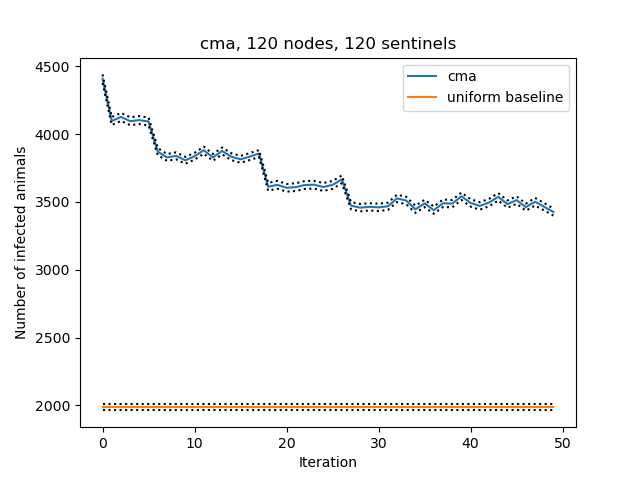 cma, 120 nodes, 120 sentinels
cma
uniform baseline
Number of infected animals
4500
4000
3500
3000
2500
2000
0 10 20 30 40 50
Iteration